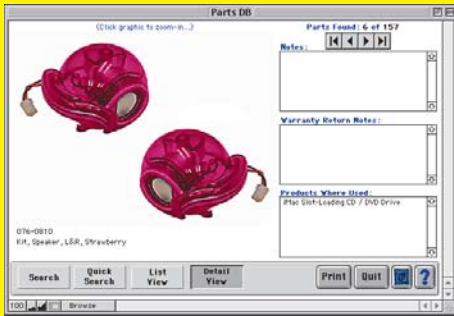 Parts DB
(Click graphic to zoom-in...)
Parts Found: 6 of 157
Notes:
Warranty Return Notes:
Products Where Used:
iMac Slot-Loading CD / DVD Drive
076-0810
Kit, Speaker, L&R, Strawberry
Search
Quick Search
List View
Detail View
Print
Quit
?
100
Browse